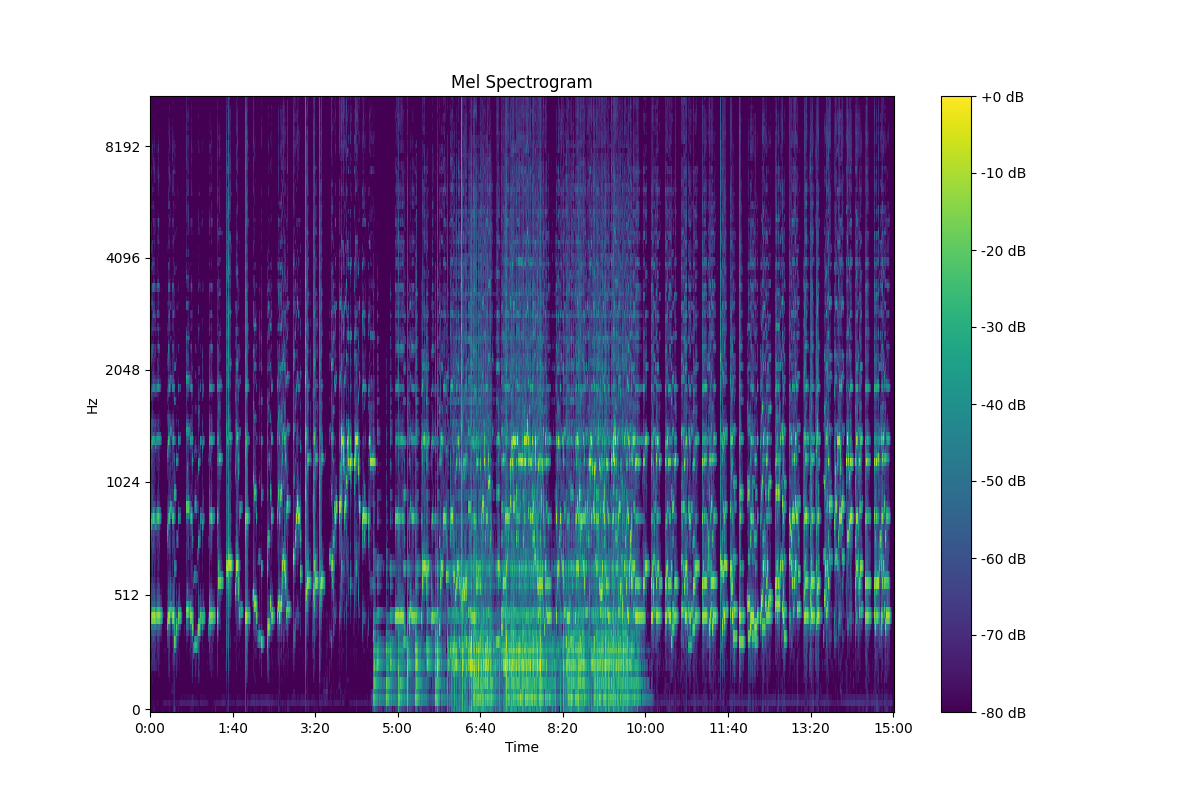 Mel Spectrogram
+0 dB
8192
-10 dB
-20 dB
4096
-30 dB
2048
-40 dB
Hz
1024
-50 dB
-60 dB
512
-70 dB
0
-80 dB
0:00 1:40 3:20 5:00 6:40 8:20 10:00 11:40 13:20 15:00
Time